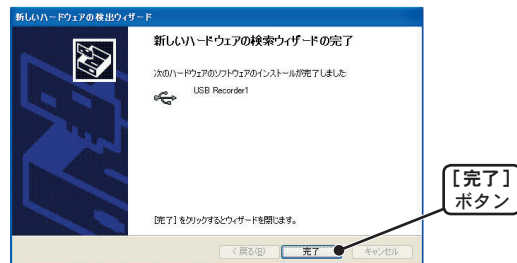 新しいハードウェアの検出ウィザード
新しいハードウェアの検索ウィザードの完了
次のハードウェアのソフトウェアのインストールが完了しました:
USB Recorder1
[完了] をクリックするとウィザードを閉じます。
< 戻る(B)
完了
キャンセル
[完了]
ボタン